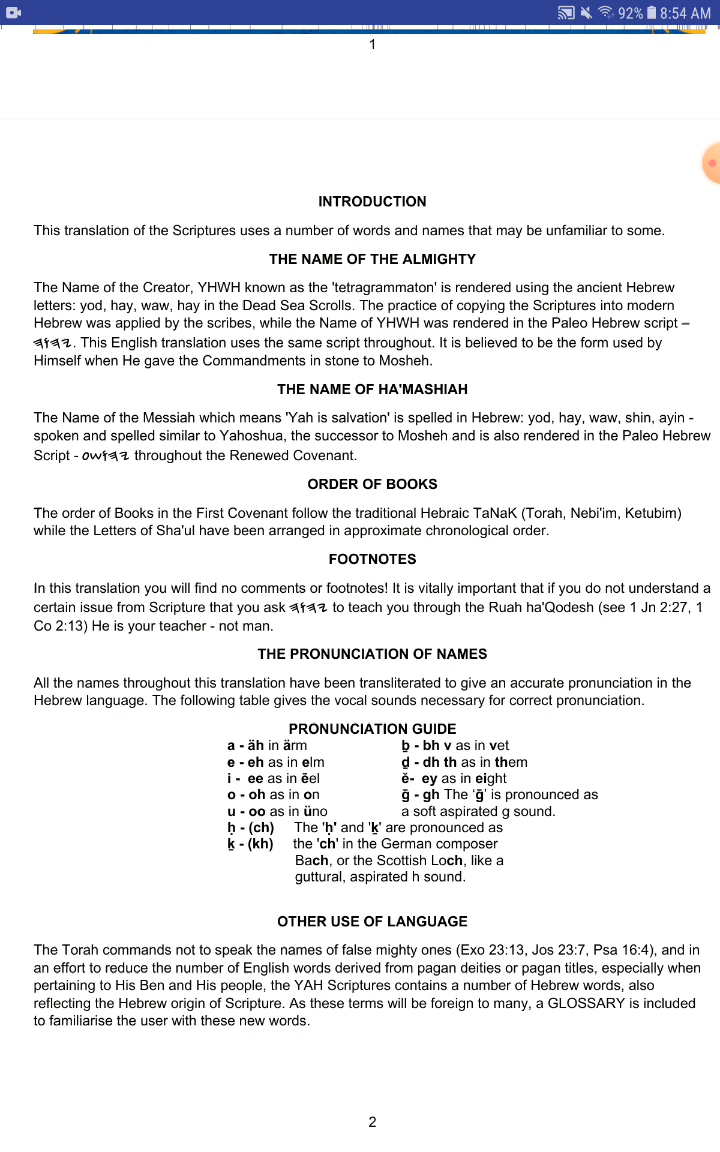 92% 8:54 AM
1
INTRODUCTION
This translation of the Scriptures uses a number of words and names that may be unfamiliar to some.
THE NAME OF THE ALMIGHTY
The Name of the Creator, YHWH known as the 'tetragrammaton' is rendered using the ancient Hebrew
letters: yod, hay, waw, hay in the Dead Sea Scrolls. The practice of copying the Scriptures into modern
Hebrew was applied by the scribes, while the Name of YHWH was rendered in the Paleo Hebrew script –
𐤉𐤄𐤅𐤄. This English translation uses the same script throughout. It is believed to be the form used by
Himself when He gave the Commandments in stone to Mosheh.
THE NAME OF HA'MASHIAH
The Name of the Messiah which means 'Yah is salvation' is spelled in Hebrew: yod, hay, waw, shin, ayin -
spoken and spelled similar to Yahoshua, the successor to Mosheh and is also rendered in the Paleo Hebrew
Script - 𐤉𐤄𐤅𐤔𐤏 throughout the Renewed Covenant.
ORDER OF BOOKS
The order of Books in the First Covenant follow the traditional Hebraic TaNaK (Torah, Nebi'im, Ketubim)
while the Letters of Sha'ul have been arranged in approximate chronological order.
FOOTNOTES
In this translation you will find no comments or footnotes! It is vitally important that if you do not understand a
certain issue from Scripture that you ask 𐤉𐤄𐤅𐤄 to teach you through the Ruah ha'Qodesh (see 1 Jn 2:27, 1
Co 2:13) He is your teacher - not man.
THE PRONUNCIATION OF NAMES
All the names throughout this translation have been transliterated to give an accurate pronunciation in the
Hebrew language. The following table gives the vocal sounds necessary for correct pronunciation.
PRONUNCIATION GUIDE
a - äh in ärm b̠ - bh v as in vet
e - eh as in elm d̠ - dh th as in them
i - ee as in ēel ĕ- ey as in eight
o - oh as in on ḡ - gh The 'ḡ' is pronounced as
u - oo as in üno a soft aspirated g sound.
ḥ - (ch) The 'ḥ' and 'ḵ' are pronounced as
ḵ - (kh) the 'ch' in the German composer
Bach, or the Scottish Loch, like a
guttural, aspirated h sound.
OTHER USE OF LANGUAGE
The Torah commands not to speak the names of false mighty ones (Exo 23:13, Jos 23:7, Psa 16:4), and in
an effort to reduce the number of English words derived from pagan deities or pagan titles, especially when
pertaining to His Ben and His people, the YAH Scriptures contains a number of Hebrew words, also
reflecting the Hebrew origin of Scripture. As these terms will be foreign to many, a GLOSSARY is included
to familiarise the user with these new words.
2